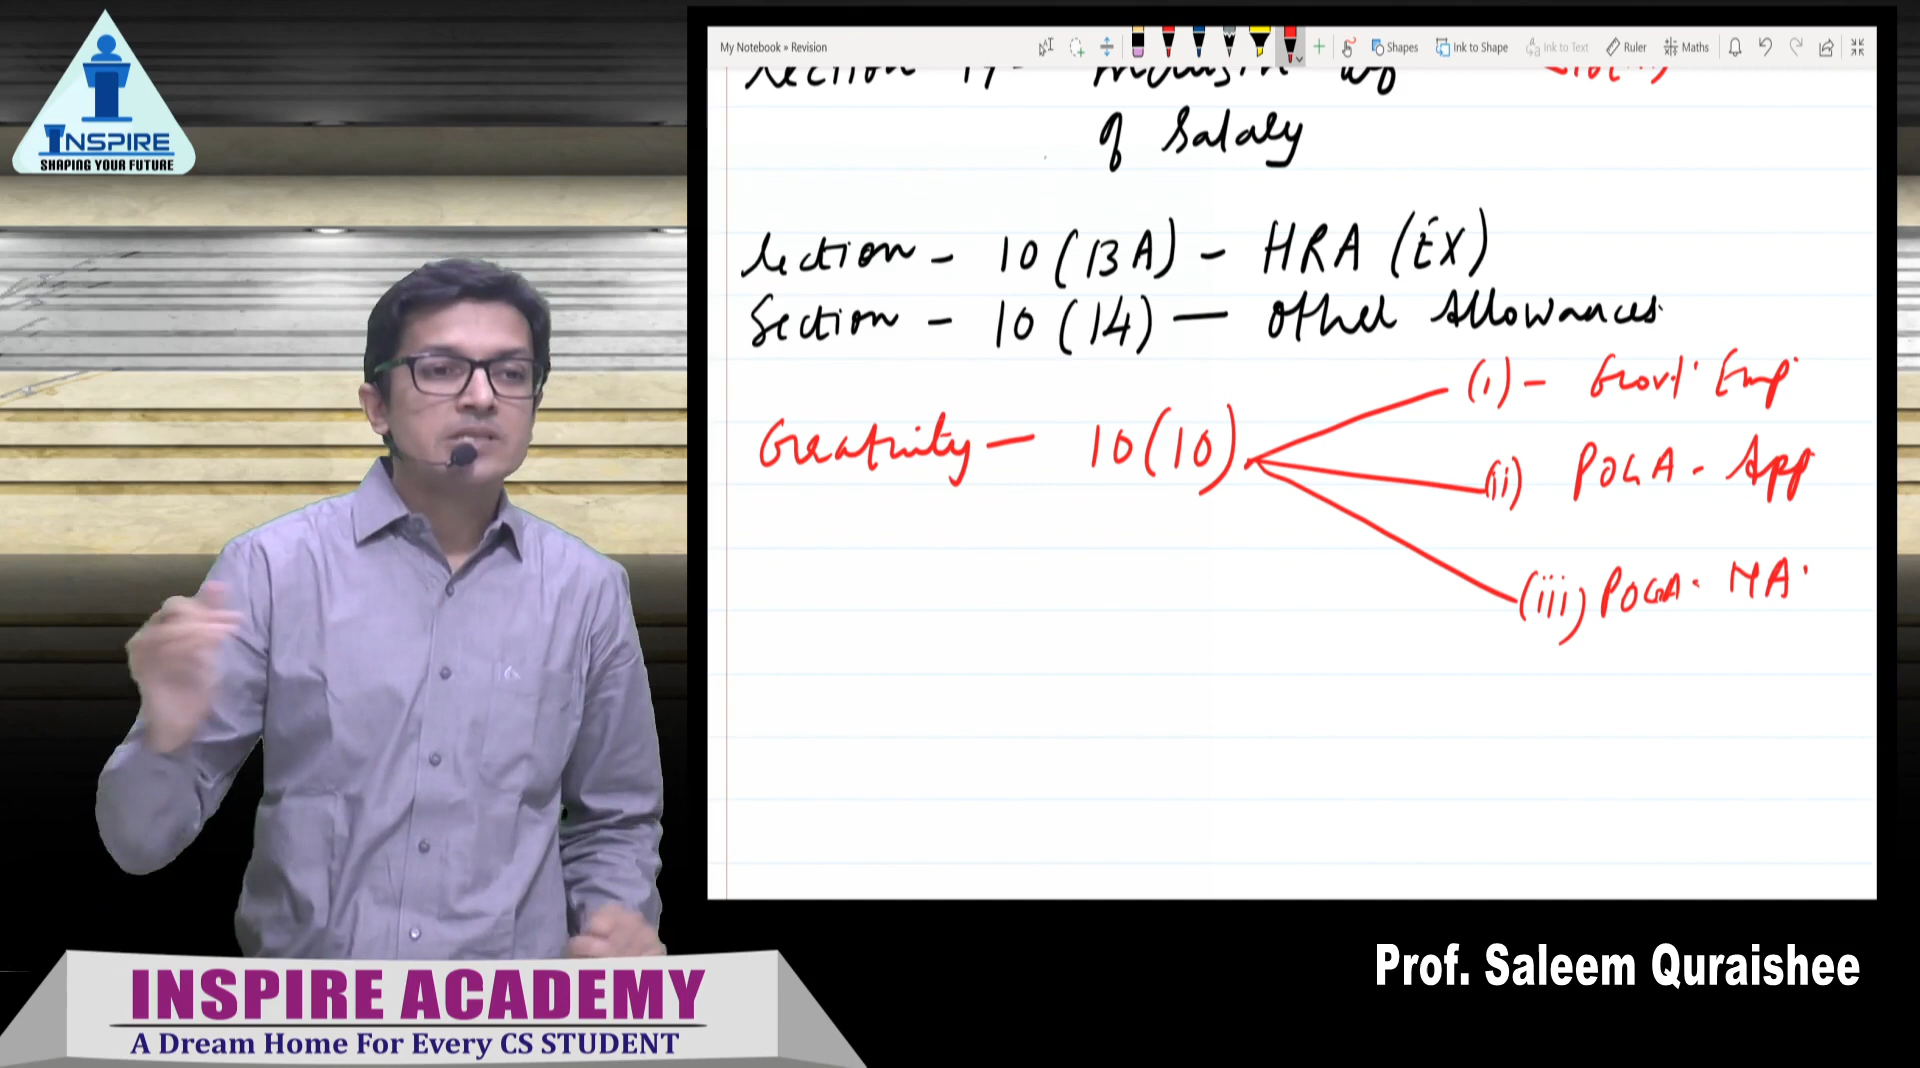 INSPIRE
SHAPING YOUR FUTURE
My Notebook » Revision
Shapes
Ink to Shape
Ink to Text
Ruler
Maths
Section 17 -
of Salary
Section - 10 (13A) - HRA (EX)
Section - 10 (14) - Other Allowances
Gratuity - 10 (10)
(i) - Govt Emp
(ii) POGA - App
(iii) POGA - NA
Prof. Saleem Quraishee
INSPIRE ACADEMY
A Dream Home For Every CS STUDENT